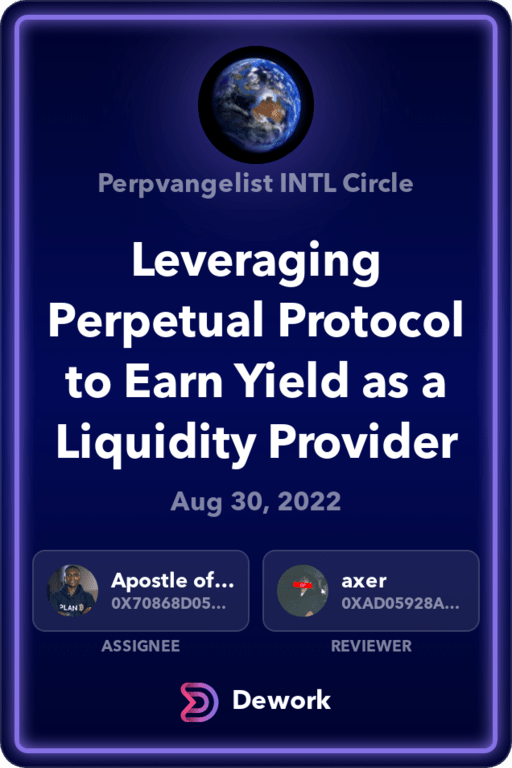 Perpvangelist INTL Circle
Leveraging
Perpetual Protocol
to Earn Yield as a
Liquidity Provider
Aug 30, 2022
Apostle of...
0X70868D05...
PLAN
ASSIGNEE
axer
0XAD05928A...
REVIEWER
Dework